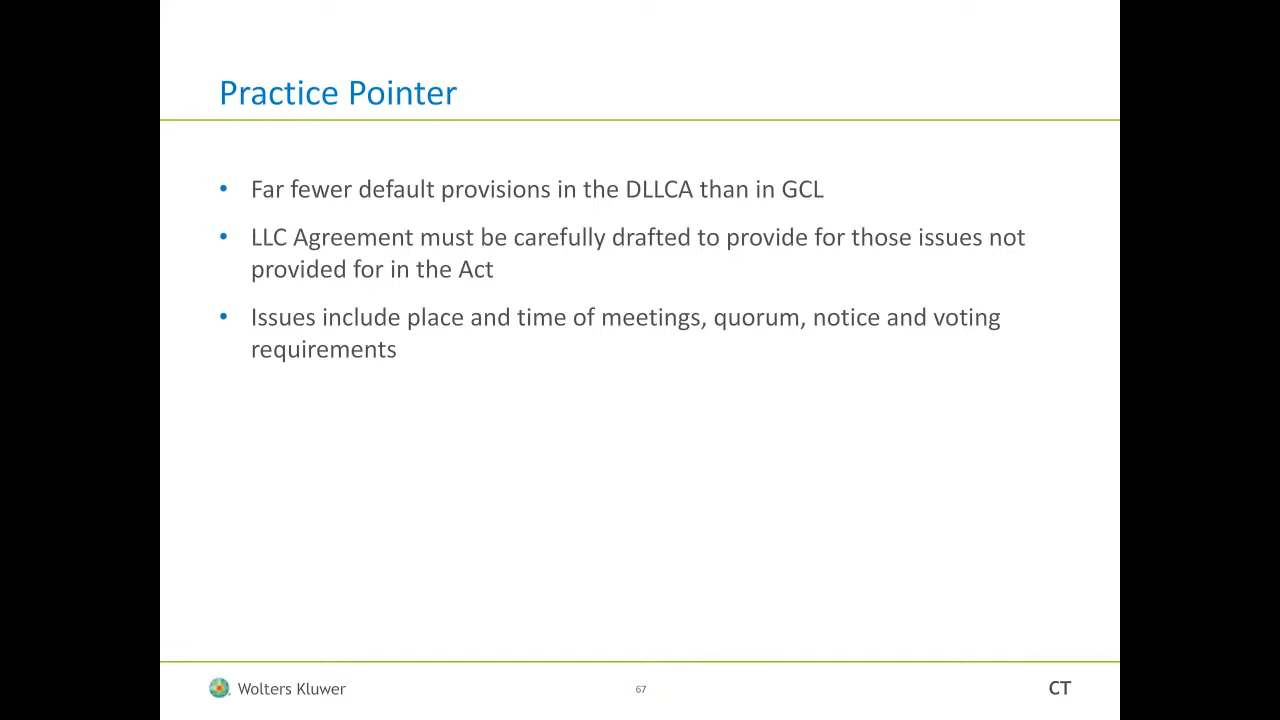 Practice Pointer
• Far fewer default provisions in the DLLCA than in GCL
• LLC Agreement must be carefully drafted to provide for those issues not
provided for in the Act
• Issues include place and time of meetings, quorum, notice and voting
requirements
Wolters Kluwer
67
CT